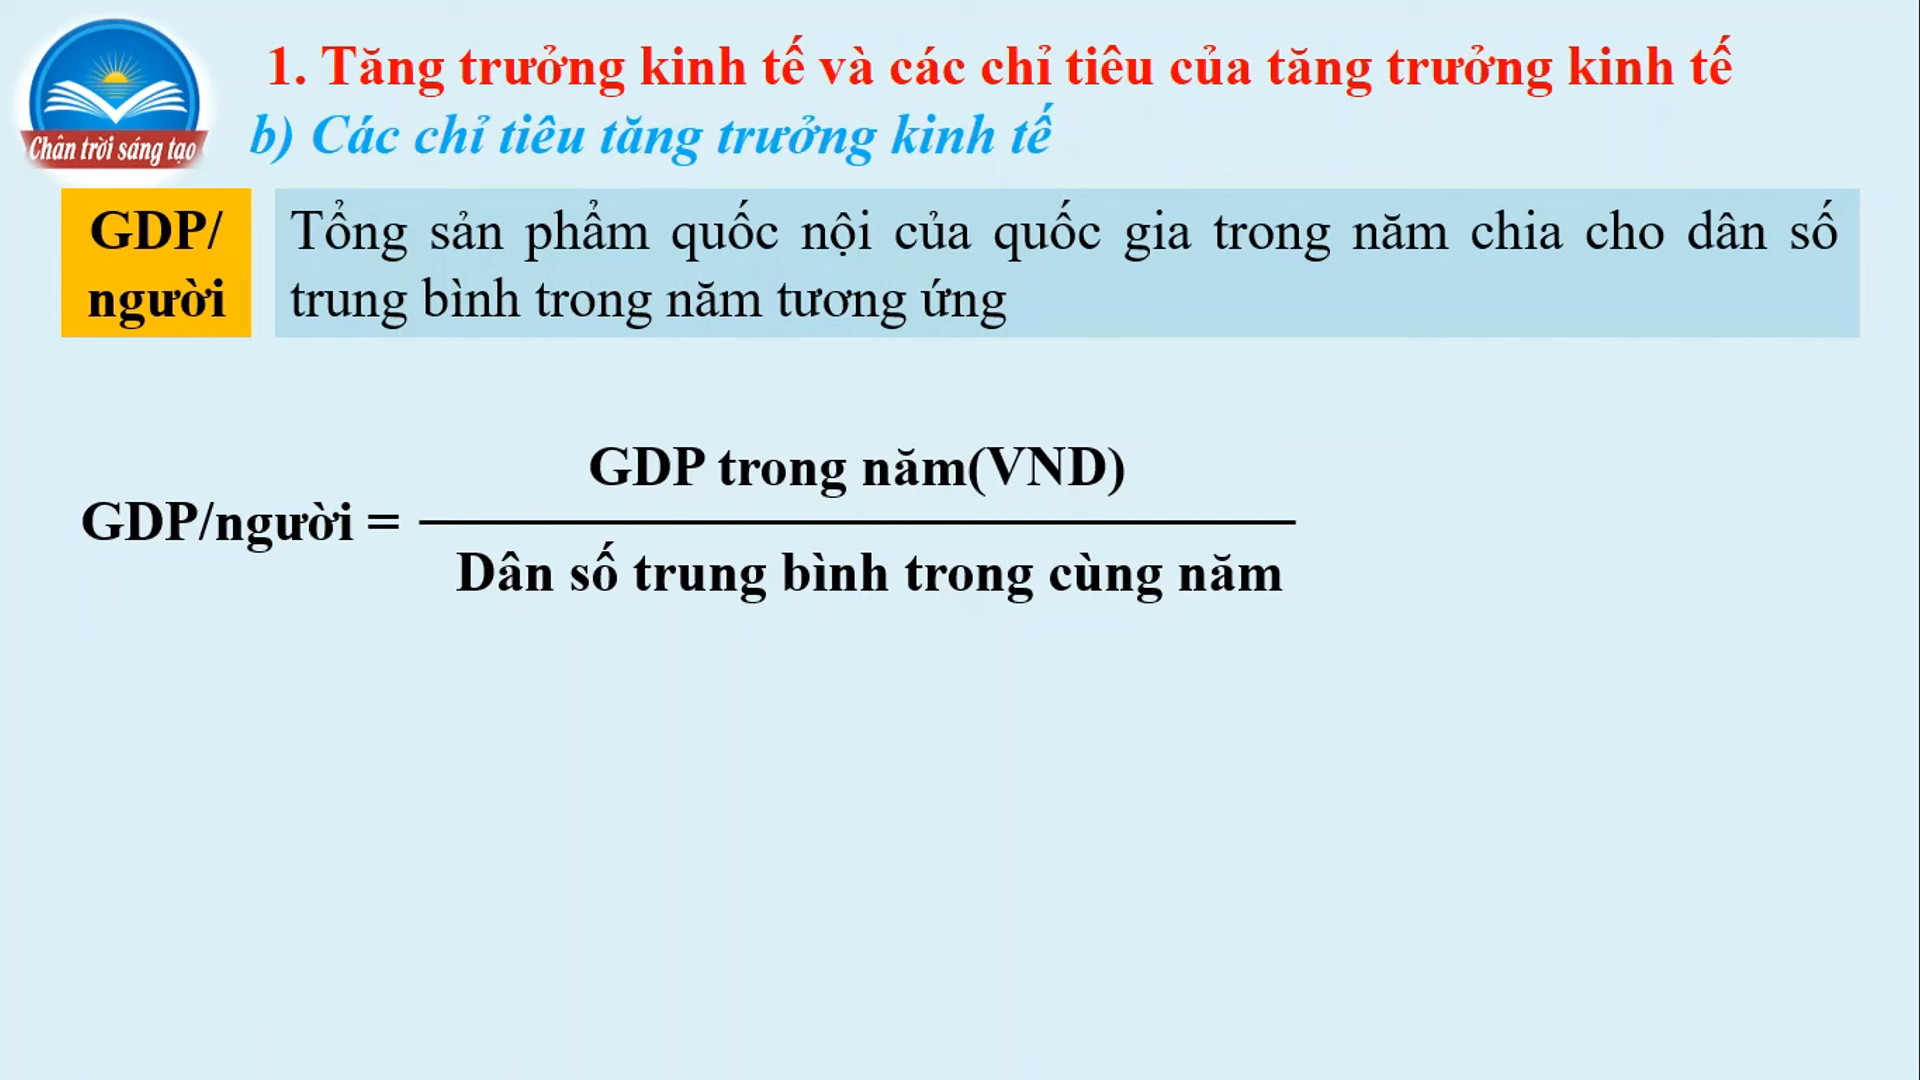 Chân trời sáng tạo
1. Tăng trưởng kinh tế và các chỉ tiêu của tăng trưởng kinh tế
b) Các chỉ tiêu tăng trưởng kinh tế
GDP/
người
Tổng sản phẩm quốc nội của quốc gia trong năm chia cho dân số
trung bình trong năm tương ứng
GDP trong năm(VND)
GDP/người =
Dân số trung bình trong cùng năm